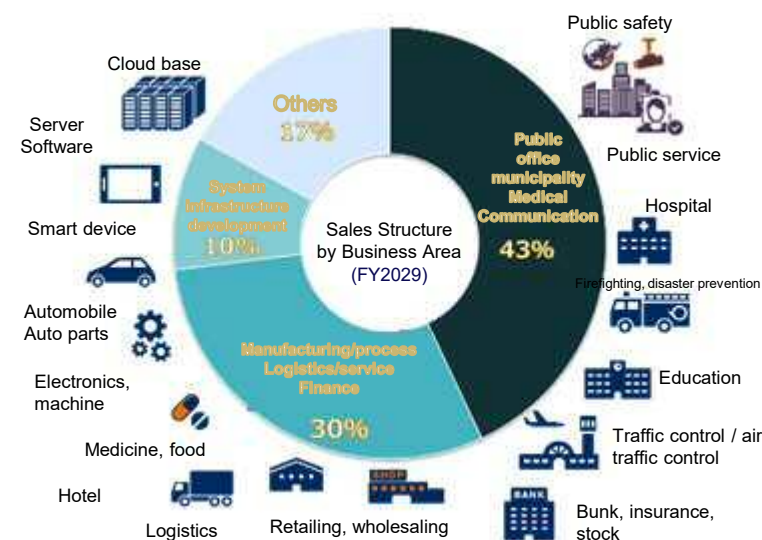 Public safety
Cloud base
Others
17%
Server
Software
Public
office
municipality
Medical
Communication
43%
Public service
System
infrastructure
development
10%
Hospital
Smart device
Sales Structure
by Business Area
(FY2029)
Firefighting, disaster prevention
Automobile
Auto parts
Manufacturing/process
Logistics/service
Finance
30%
Electronics,
machine
Education
Medicine, food
Traffic control / air
traffic control
Hotel
SHOP
BANK
Logistics
Retailing, wholesaling
Bunk, insurance,
stock